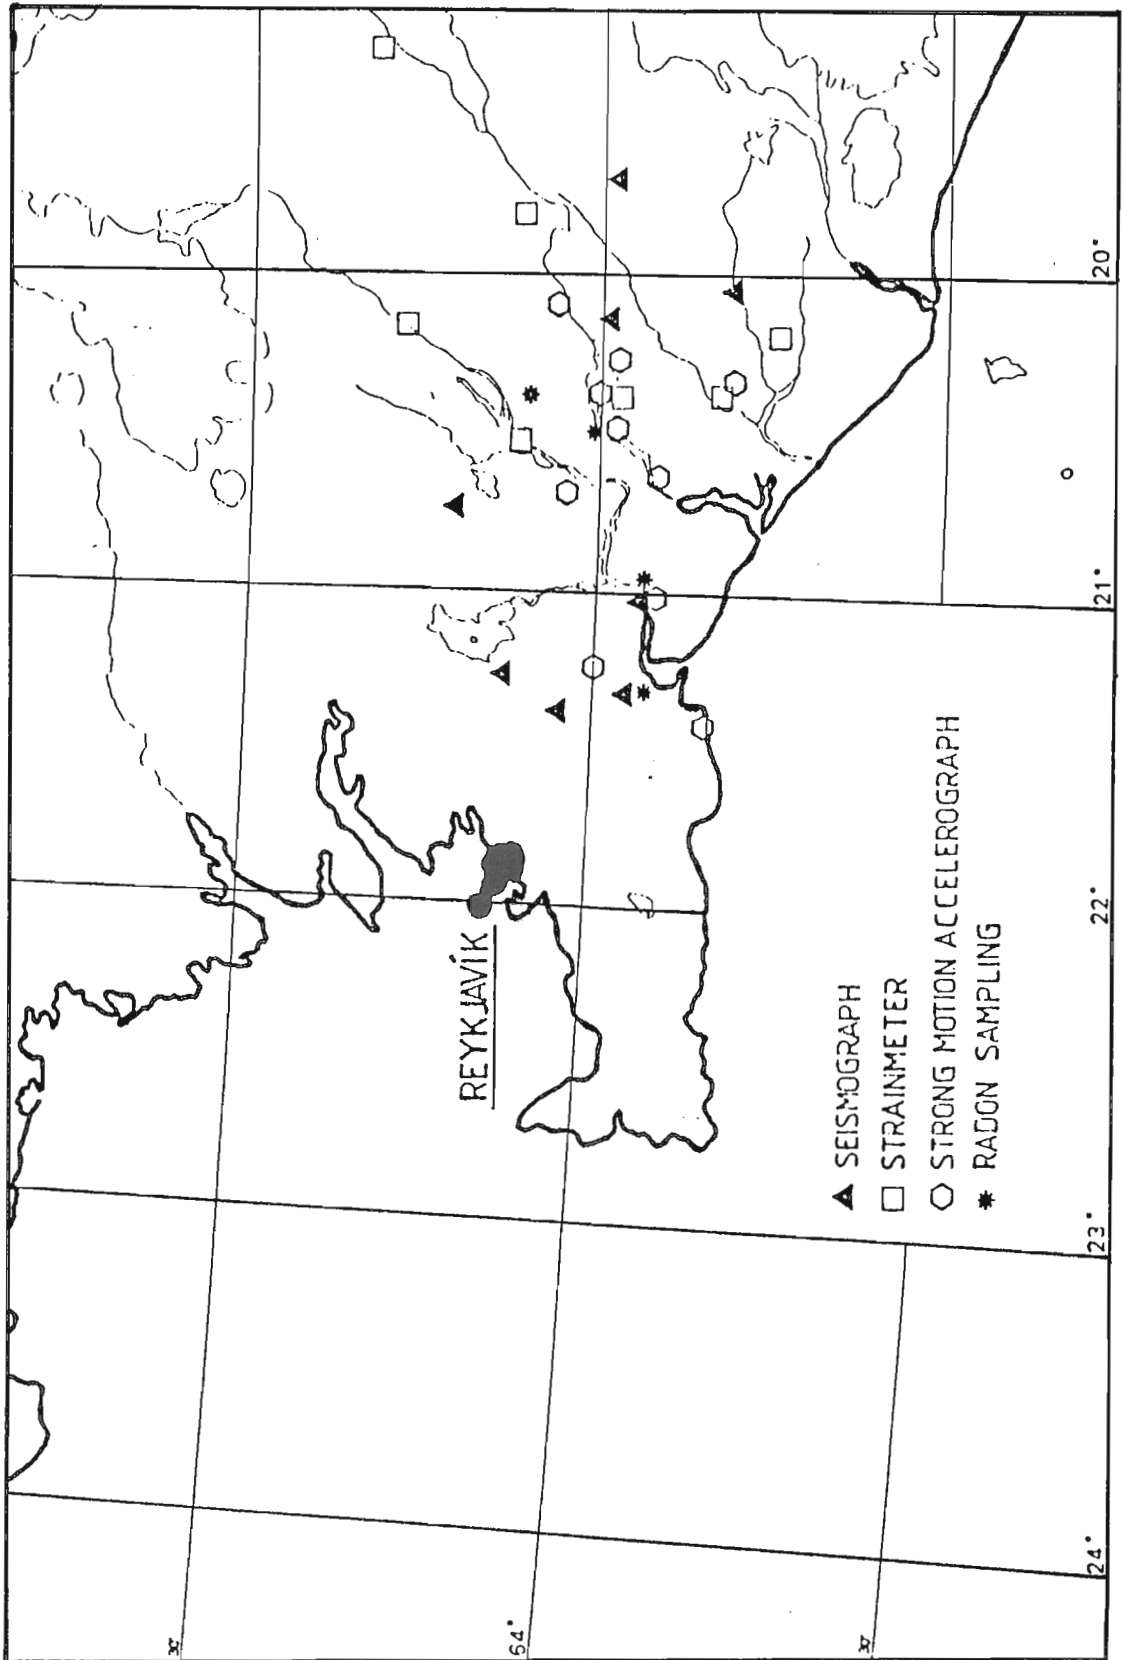 REYKJAVÍK
SEISMOGRAPH
STRAINMETER
STRONG MOTION ACCELEROGRAPH
RADON SAMPLING
30'
64°
30'
24°
23°
22°
21°
20°